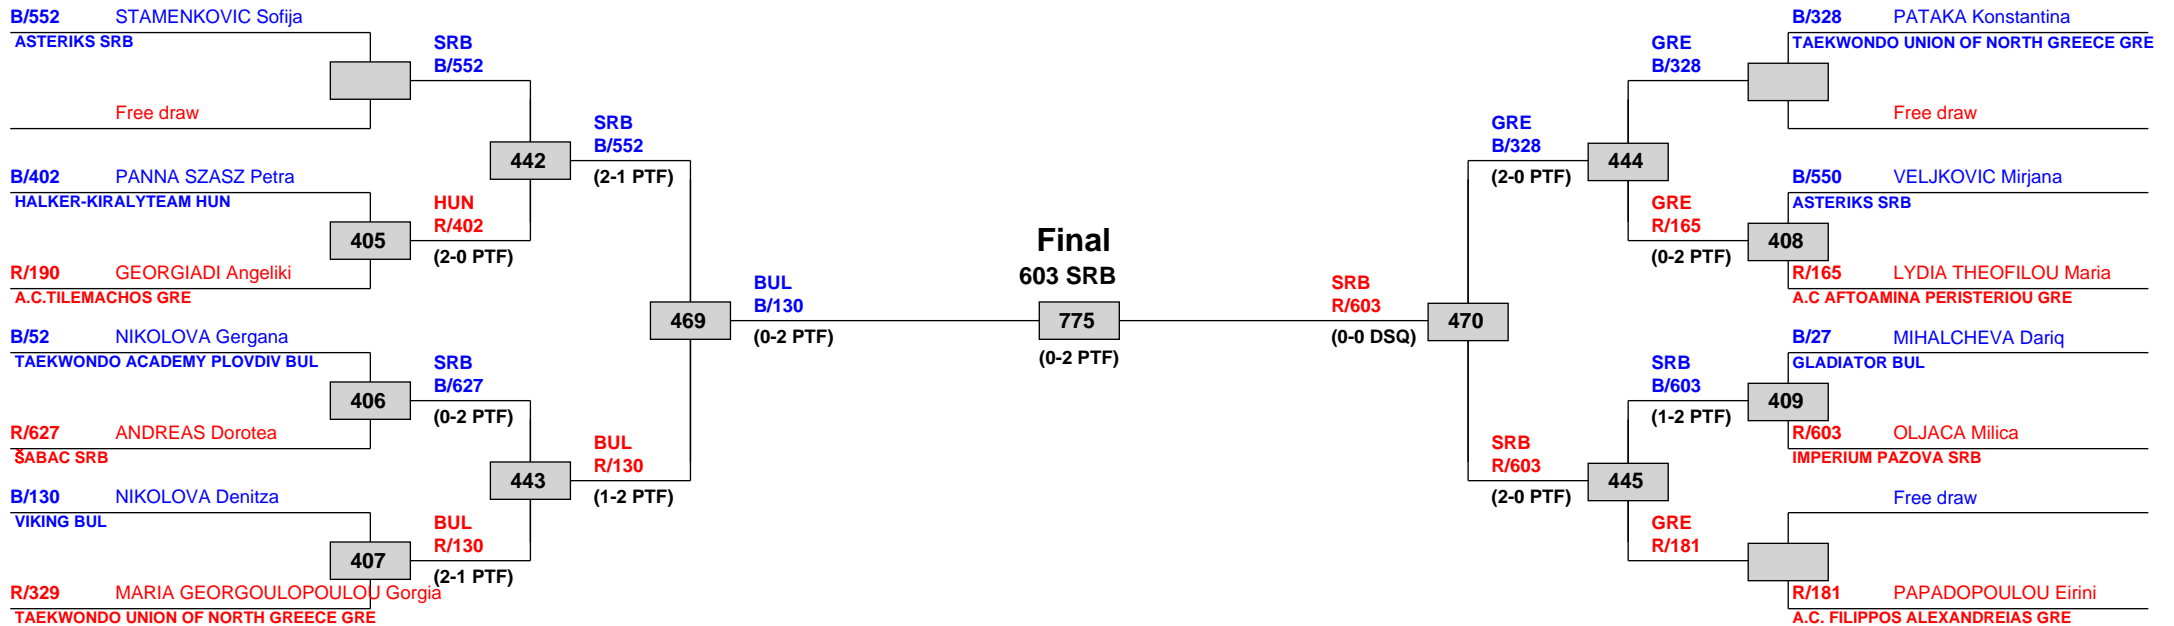 B/552 STAMENKOVIC Sofija
ASTERIKS SRB
Free draw
B/402 PANNA SZASZ Petra
HALKER-KIRALYTEAM HUN
R/190 GEORGIADI Angeliki
A.C.TILEMACHOS GRE
B/52 NIKOLOVA Gergana
TAEKWONDO ACADEMY PLOVDIV BUL
R/627 ANDREAS Dorotea
ŠABAC SRB
B/130 NIKOLOVA Denitza
VIKING BUL
R/329 MARIA GEORGOULOPOULOU Gorgia
TAEKWONDO UNION OF NORTH GREECE GRE
405
406
407
SRB
B/552
HUN
R/402
(2-0 PTF)
SRB
B/627
(0-2 PTF)
BUL
R/130
(2-1 PTF)
442
443
SRB
B/552
(2-1 PTF)
BUL
R/130
(1-2 PTF)
469
BUL
B/130
(0-2 PTF)
Final
603 SRB
775
(0-2 PTF)
SRB
R/603
(0-0 DSQ)
470
GRE
B/328
(2-0 PTF)
SRB
R/603
(2-0 PTF)
444
445
GRE
B/328
GRE
R/165
(0-2 PTF)
SRB
B/603
(1-2 PTF)
GRE
R/181
408
409
B/328 PATAKA Konstantina
TAEKWONDO UNION OF NORTH GREECE GRE
Free draw
B/550 VELJKOVIC Mirjana
ASTERIKS SRB
R/165 LYDIA THEOFILOU Maria
A.C AFTOAMINA PERISTERIOU GRE
B/27 MIHALCHEVA Dariq
GLADIATOR BUL
R/603 OLJACA Milica
IMPERIUM PAZOVA SRB
Free draw
R/181 PAPADOPOULOU Eirini
A.C. FILIPPOS ALEXANDREIAS GRE